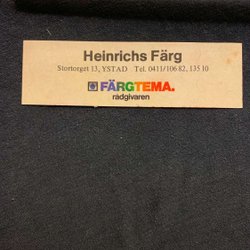 Heinrichs Färg
Stortorget 13, YSTAD Tel. 0411/106 82, 135 10
FÄRGTEMA.
rådgivaren